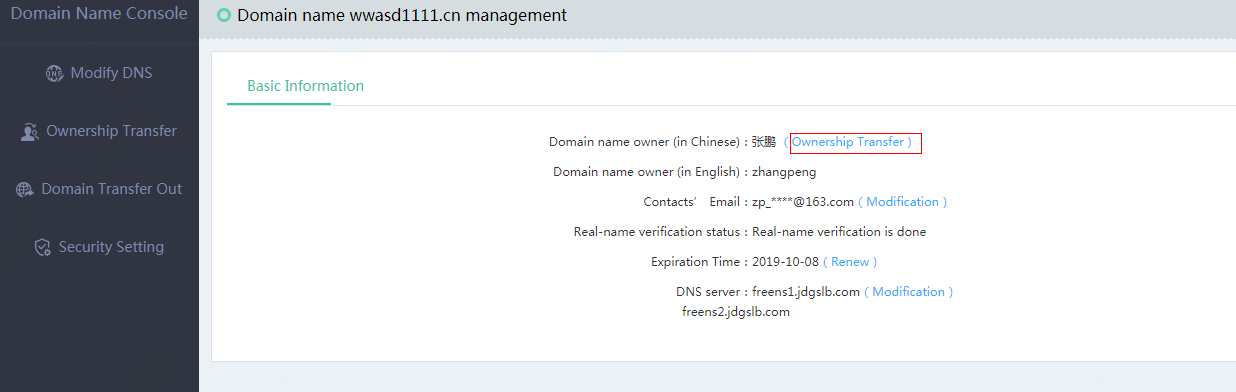 Domain Name Console
Domain name wwasd1111.cn management
Modify DNS
Ownership Transfer
Domain Transfer Out
Security Setting
Basic Information
Domain name owner (in Chinese) : 张鹏 ( Ownership Transfer )
Domain name owner (in English) : zhangpeng
Contacts’ Email : zp_****@163.com ( Modification )
Real-name verification status : Real-name verification is done
Expiration Time : 2019-10-08 ( Renew )
DNS server : freens1.jdgslb.com ( Modification )
freens2.jdgslb.com